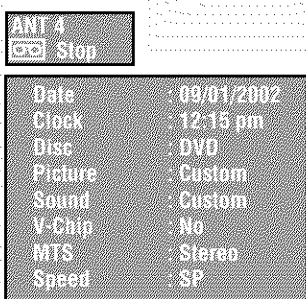 ANT 4
Stop
Date : 09/01/2002
Clock : 12:15 pm
Disc : DVD
Picture : Custom
Sound : Custom
V-Chip : No
MTS : Stereo
Speed : SP